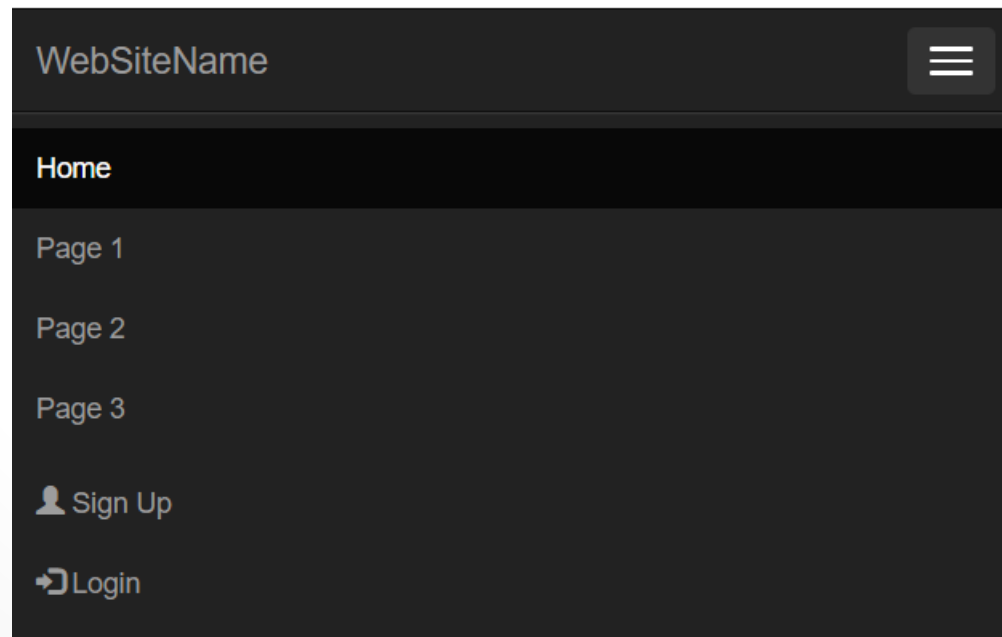 WebSiteName
Home
Page 1
Page 2
Page 3
Sign Up
Login